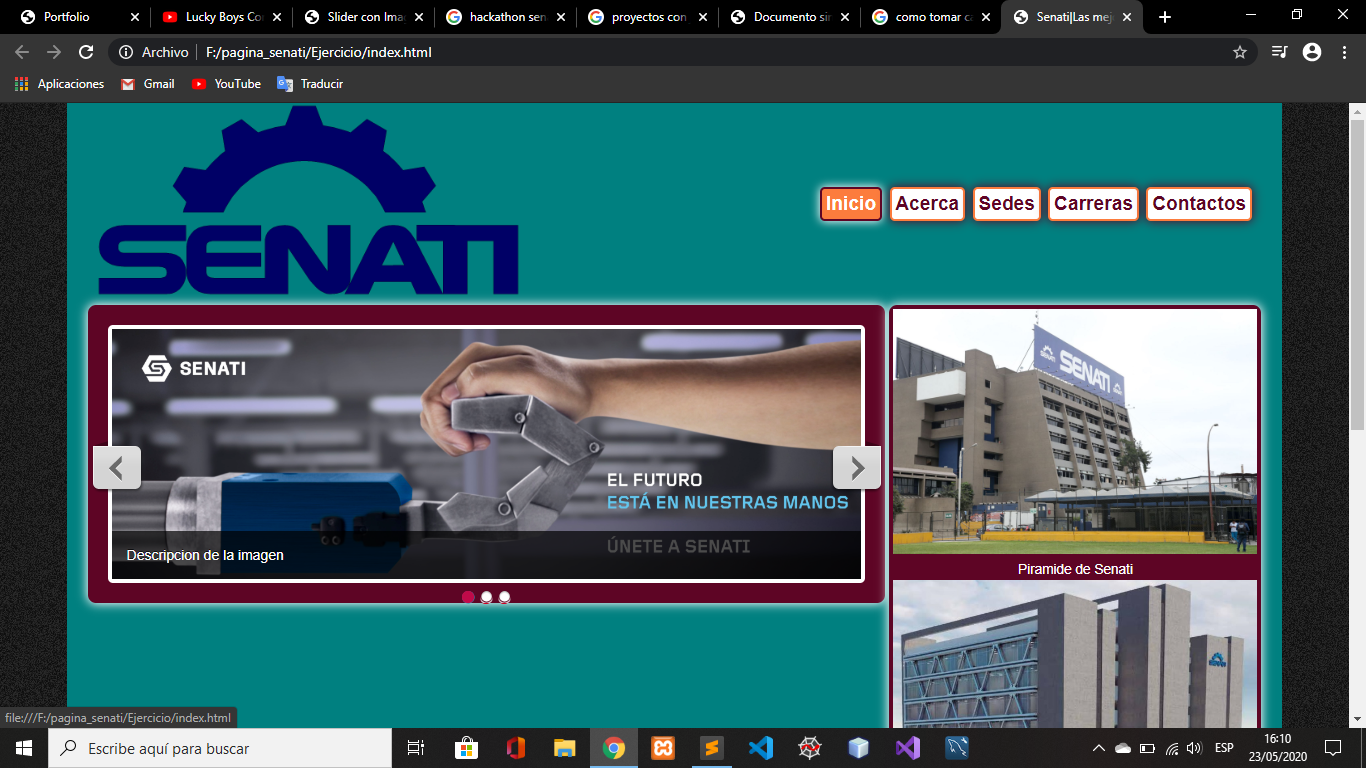 Portfolio
Lucky Boys Co
Slider con Ima
hackathon sen
proyectos con
Documento sin
como tomar ca
Senati|Las mej
Archivo
F:/pagina_senati/Ejercicio/index.html
Aplicaciones
Gmail
YouTube
Traducir
SENATI
Inicio
Acerca
Sedes
Carreras
Contactos
SENATI
EL FUTURO
ESTÁ EN NUESTRAS MANOS
ÚNETE A SENATI
Descripcion de la imagen
SENATI
Piramide de Senati
SENATI
file:///F:/pagina_senati/Ejercicio/index.html
Escribe aquí para buscar
ESP
16:10
23/05/2020